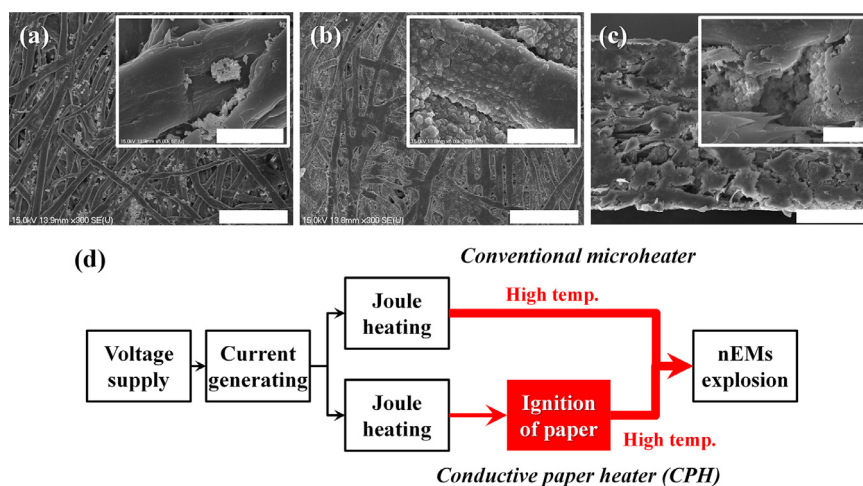 (a)
(b)
(c)
15.0kV 13.9mm x300 SE(U)
15.0kV 13.8mm x300 SE(U)
(d)
Conventional microheater
Joule
heating
High temp.
Voltage
supply
Current
generating
nEMs
explosion
Joule
heating
Ignition
of paper
High temp.
Conductive paper heater (CPH)